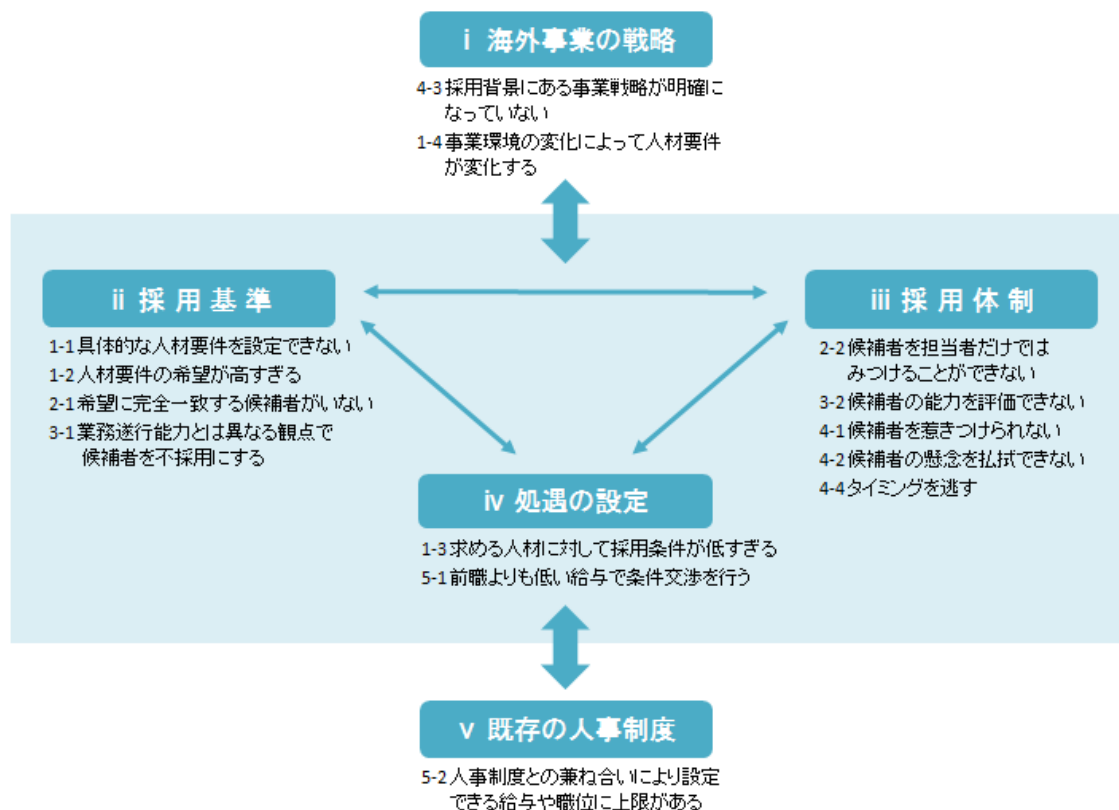 i 海外事業の戦略
4-3 採用背景にある事業戦略が明確に
なっていない
1-4 事業環境の変化によって人材要件
が変化する
ii 採用基準
1-1 具体的な人材要件を設定できない
1-2 人材要件の希望が高すぎる
2-1 希望に完全一致する候補者がいない
3-1 業務遂行能力とは異なる観点で
候補者を不採用にする
iii 採用体制
2-2 候補者を担当者だけでは
みつけることができない
3-2 候補者の能力を評価できない
4-1 候補者を惹きつけられない
4-2 候補者の懸念を払拭できない
4-4 タイミングを逃す
iv 処遇の設定
1-3 求める人材に対して採用条件が低すぎる
5-1 前職よりも低い給与で条件交渉を行う
v 既存の人事制度
5-2 人事制度との兼ね合いにより設定
できる給与や職位に上限がある